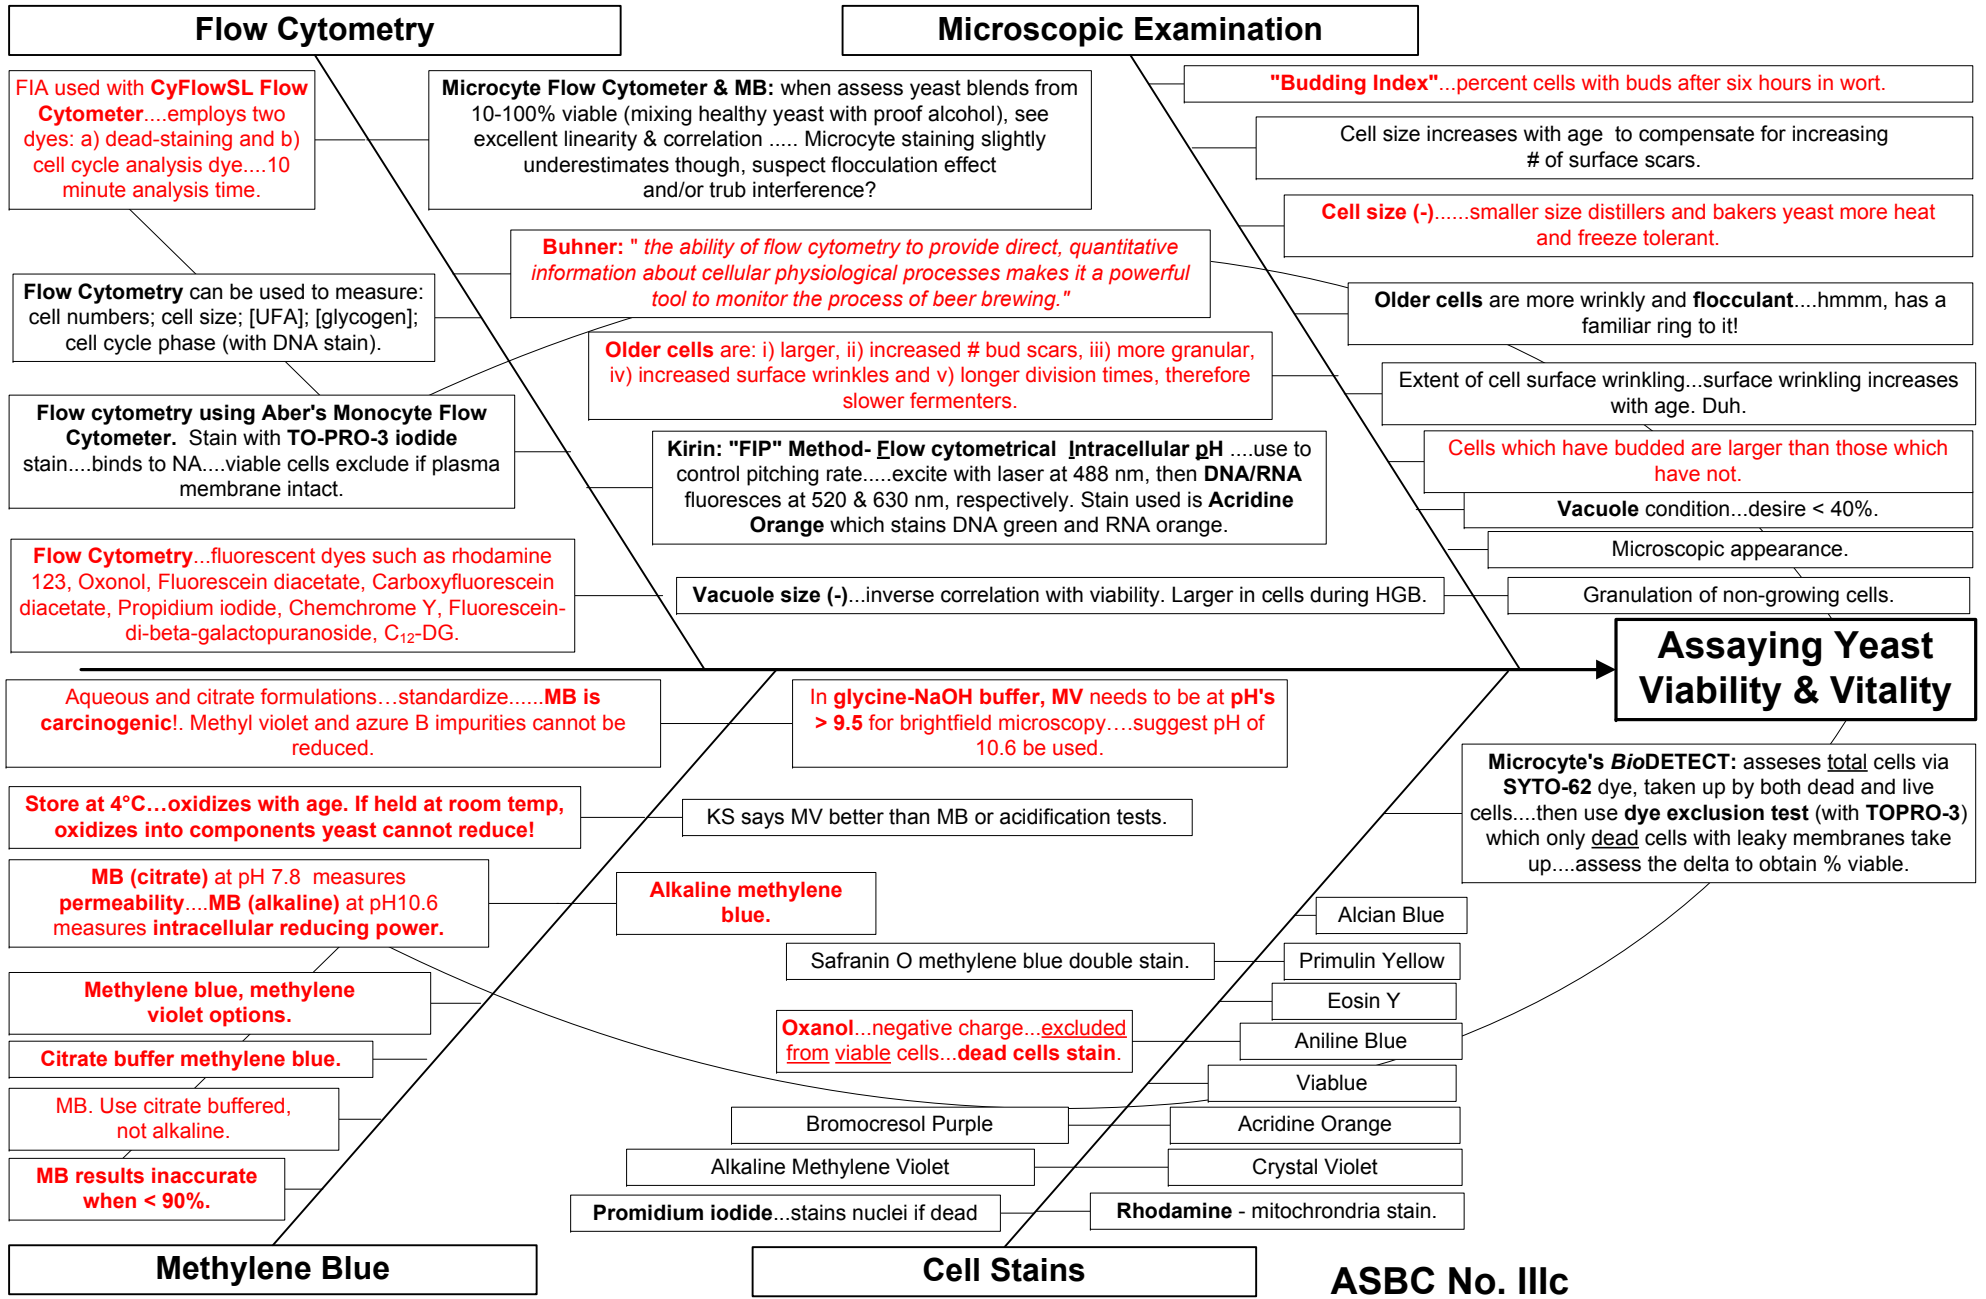 Flow Cytometry
Microscopic Examination
FIA used with CyFlowSL Flow
Cytometer....employs two
dyes: a) dead-staining and b)
cell cycle analysis dye....10
minute analysis time.
Microcyte Flow Cytometer & MB: when assess yeast blends from
10-100% viable (mixing healthy yeast with proof alcohol), see
excellent linearity & correlation ..... Microcyte staining slightly
underestimates though, suspect flocculation effect
and/or trub interference?
"Budding Index"...percent cells with buds after six hours in wort.
Cell size increases with age to compensate for increasing
# of surface scars.
Cell size (-)......smaller size distillers and bakers yeast more heat
and freeze tolerant.
Buhner: " the ability of flow cytometry to provide direct, quantitative
information about cellular physiological processes makes it a powerful
tool to monitor the process of beer brewing."
Flow Cytometry can be used to measure:
cell numbers; cell size; [UFA]; [glycogen];
cell cycle phase (with DNA stain).
Older cells are more wrinkly and flocculant....hmmm, has a
familiar ring to it!
Older cells are: i) larger, ii) increased # bud scars, iii) more granular,
iv) increased surface wrinkles and v) longer division times, therefore
slower fermenters.
Extent of cell surface wrinkling...surface wrinkling increases
with age. Duh.
Flow cytometry using Aber's Monocyte Flow
Cytometer. Stain with TO-PRO-3 iodide
stain....binds to NA....viable cells exclude if plasma
membrane intact.
Kirin: "FIP" Method- Flow cytometrical Intracellular pH ....use to
control pitching rate.....excite with laser at 488 nm, then DNA/RNA
fluoresces at 520 & 630 nm, respectively. Stain used is Acridine
Orange which stains DNA green and RNA orange.
Cells which have budded are larger than those which
have not.
Vacuole condition...desire < 40%.
Microscopic appearance.
Flow Cytometry...fluorescent dyes such as rhodamine
123, Oxonol, Fluorescein diacetate, Carboxyfluorescein
diacetate, Propidium iodide, Chemchrome Y, Fluorescein-
di-beta-galactopuranoside, C12-DG.
Vacuole size (-)...inverse correlation with viability. Larger in cells during HGB.
Granulation of non-growing cells.
Assaying Yeast
Viability & Vitality
Aqueous and citrate formulations…standardize......MB is
carcinogenic!. Methyl violet and azure B impurities cannot be
reduced.
In glycine-NaOH buffer, MV needs to be at pH's
> 9.5 for brightfield microscopy….suggest pH of
10.6 be used.
Microcyte's BioDETECT: asseses total cells via
SYTO-62 dye, taken up by both dead and live
cells....then use dye exclusion test (with TOPRO-3)
which only dead cells with leaky membranes take
up....assess the delta to obtain % viable.
Store at 4°C…oxidizes with age. If held at room temp,
oxidizes into components yeast cannot reduce!
KS says MV better than MB or acidification tests.
MB (citrate) at pH 7.8 measures
permeability....MB (alkaline) at pH10.6
measures intracellular reducing power.
Alkaline methylene
blue.
Alcian Blue
Safranin O methylene blue double stain.
Primulin Yellow
Methylene blue, methylene
violet options.
Eosin Y
Oxanol...negative charge...excluded
from viable cells...dead cells stain.
Aniline Blue
Citrate buffer methylene blue.
Viablue
MB. Use citrate buffered,
not alkaline.
Bromocresol Purple
Acridine Orange
Alkaline Methylene Violet
Crystal Violet
MB results inaccurate
when < 90%.
Promidium iodide...stains nuclei if dead
Rhodamine - mitochrondria stain.
Methylene Blue
Cell Stains
ASBC No. IIIc